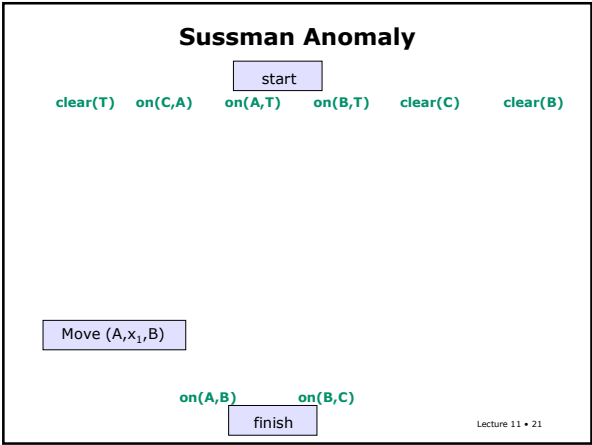 Sussman Anomaly
start
clear(T) on(C,A) on(A,T) on(B,T) clear(C) clear(B)
Move (A,x₁,B)
on(A,B) on(B,C)
finish
Lecture 11 • 21